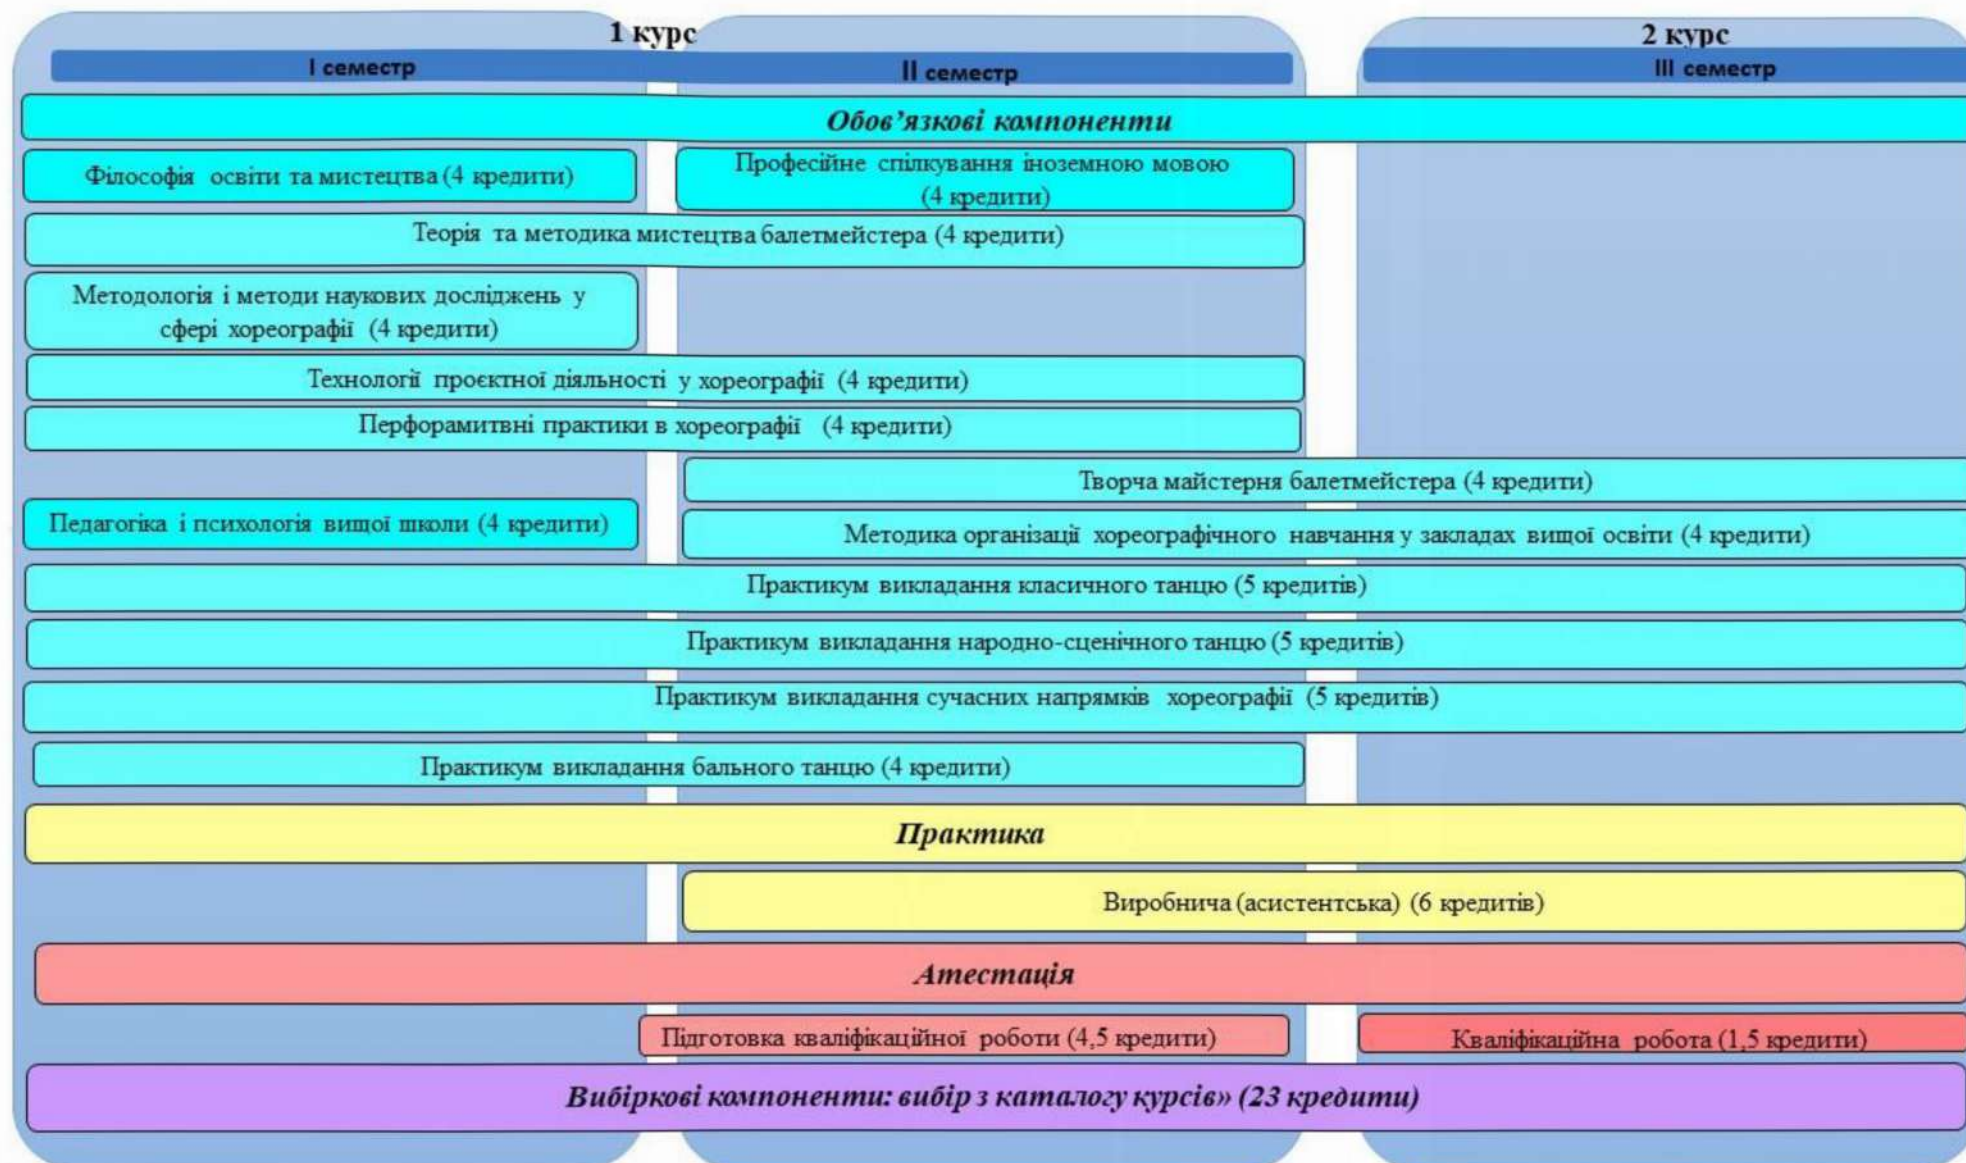 1 курс
2 курс
І семестр
ІІ семестр
ІІІ семестр
Обов’язкові компоненти
Філософія освіти та мистецтва (4 кредити)
Професійне спілкування іноземною мовою
(4 кредити)
Теорія та методика мистецтва балетмейстера (4 кредити)
Методологія і методи наукових досліджень у
сфері хореографії (4 кредити)
Технології проєктної діяльності у хореографії (4 кредити)
Перфорамитвні практики в хореографії (4 кредити)
Творча майстерня балетмейстера (4 кредити)
Педагогіка і психологія вищої школи (4 кредити)
Методика організації хореографічного навчання у закладах вищої освіти (4 кредити)
Практикум викладання класичного танцю (5 кредитів)
Практикум викладання народно-сценічного танцю (5 кредитів)
Практикум викладання сучасних напрямків хореографії (5 кредитів)
Практикум викладання бального танцю (4 кредити)
Практика
Виробнича (асистентська) (6 кредитів)
Атестація
Підготовка кваліфікаційної роботи (4,5 кредити)
Кваліфікаційна робота (1,5 кредити)
Вибіркові компоненти: вибір з каталогу курсів» (23 кредити)